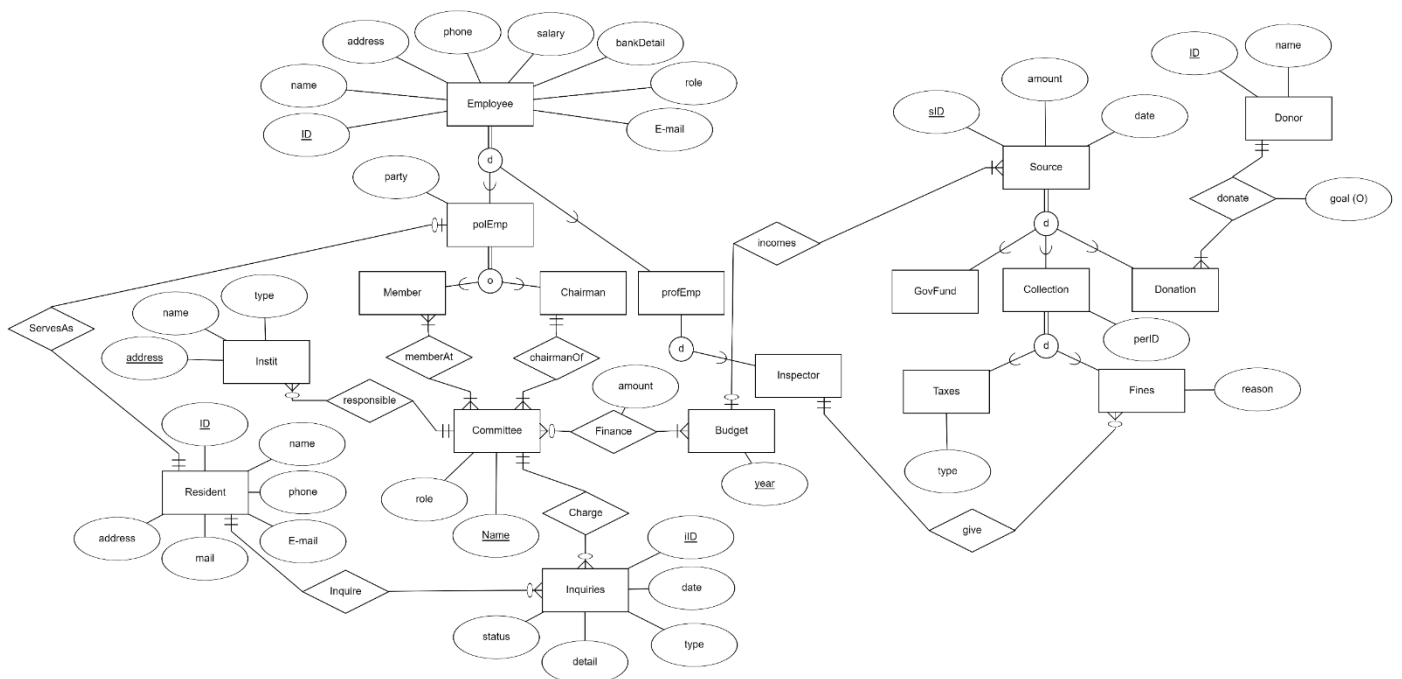 phone
salary
address
bankDetail
name
role
ID
E-mail
Employee
d
party
polEmp
o
Member
Chairman
profEmp
d
Inspector
ServesAs
name
type
address
Instit
responsible
memberAt
chairmanOf
Committee
role
Name
amount
Finance
Budget
year
incomes
ID
name
phone
E-mail
mail
address
Resident
Inquire
Charge
Inquiries
iID
date
type
detail
status
sID
amount
date
Source
d
GovFund
Collection
Donation
perID
d
Taxes
type
Fines
reason
give
ID
name
Donor
donate
goal (O)